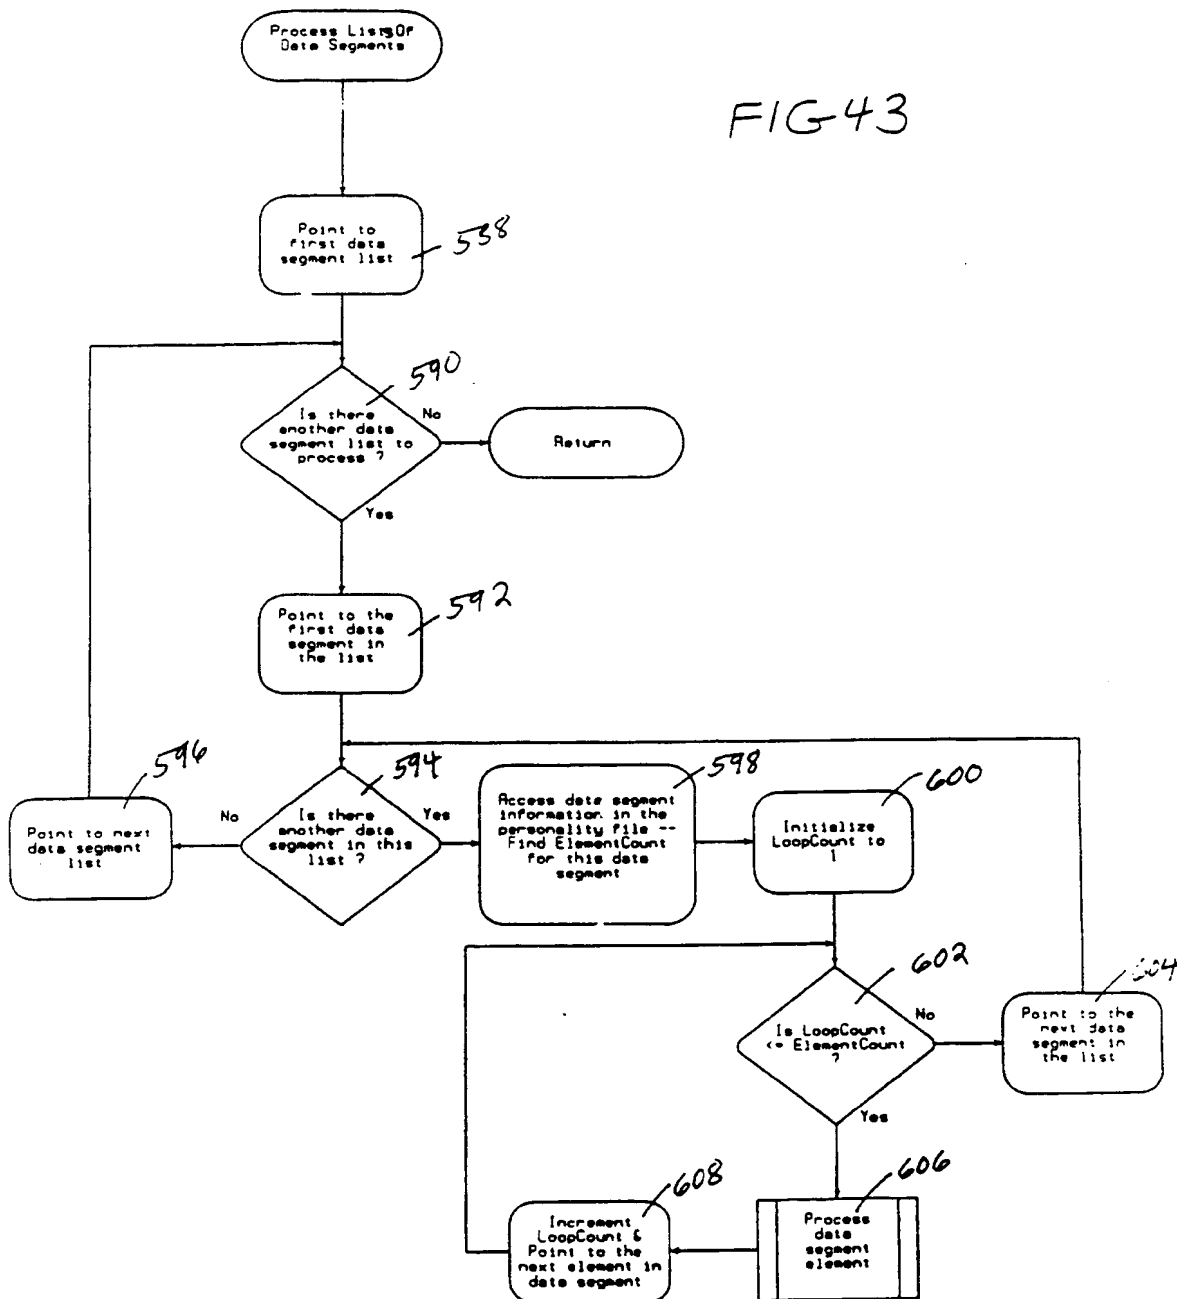 Process ListsOf
Data Segments
FIG-43
Point to
first data
segment list
538
590
Is there
another data
segment list to
process ?
No
Return
Yes
592
Point to the
first data
segment in
the list
596
Point to next
data segment
list
No
594
Is there
another data
segment in this
list ?
Yes
598
Access data segment
information in the
personality file --
Find ElementCount
for this data
segment
600
Initialize
LoopCount to
1
602
Is LoopCount
<= ElementCount
?
No
604
Point to the
next data
segment in
the list
Yes
608
Increment
LoopCount &
Point to the
next element in
data segment
606
Process
data
segment
element